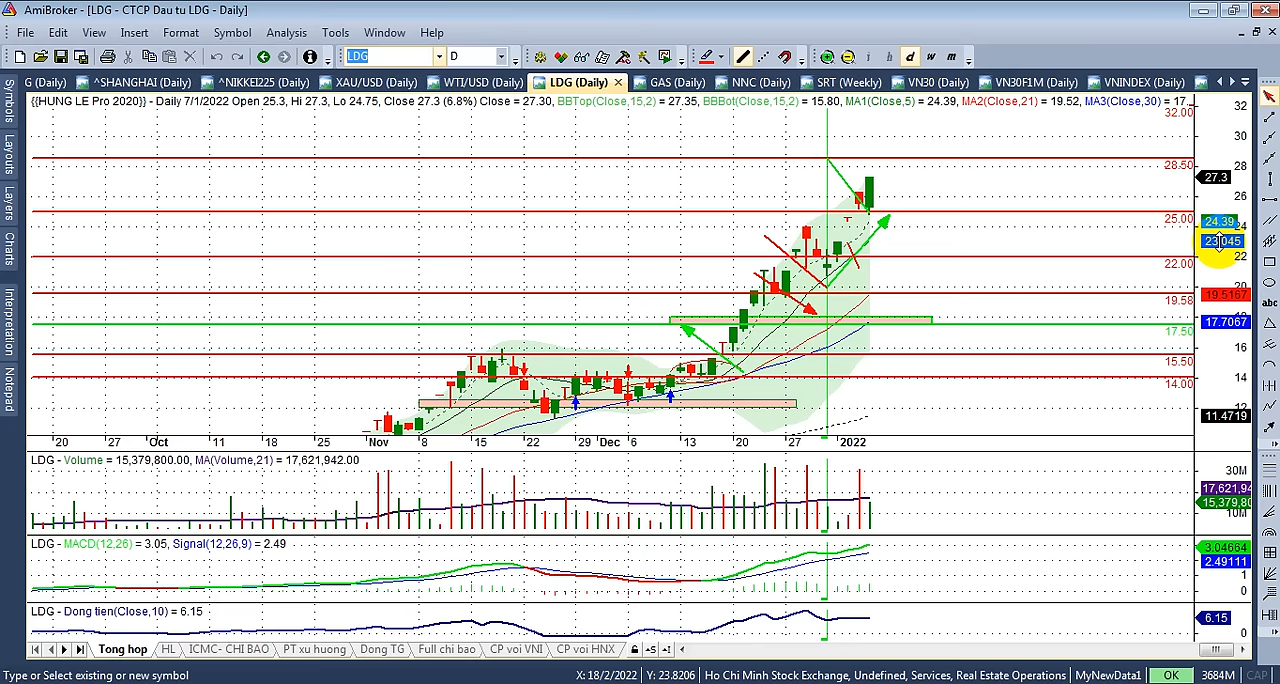 AmiBroker - [LDG - CTCP Dau tu LDG - Daily]
File Edit View Insert Format Symbol Analysis Tools Window Help
LDG D i h d w m
G (Daily) ^SHANGHAI (Daily) ^NIKKEI225 (Daily) XAU/USD (Daily) WTI/USD (Daily) LDG (Daily) GAS (Daily) NNC (Daily) SRT (Weekly) VN30 (Daily) VN30F1M (Daily) VNINDEX (Daily)
{{HUNG LE Pro 2020}} - Daily 7/1/2022 Open 25.3, Hi 27.3, Lo 24.75, Close 27.3 (6.8%) Close = 27.30, BBTop(Close,15,2) = 27.35, BBBot(Close,15,2) = 15.80, MA1(Close,5) = 24.39, MA2(Close,21) = 19.52, MA3(Close,30) = 17.
Symbols
Layouts
Layers
Charts
Interpretation
Notepad
32
32.00
30
28
28.50
27.3
26
25.00
24.39
24
23.045
22
22.00
20
19.5167
19.58
17.7067
17.50
16
15.50
14
14.00
12
11.4719
abc
20 27 Oct 11 18 25 Nov 8 15 22 29 Dec 6 13 20 27 2022
LDG - Volume = 15,379,800.00, MA(Volume,21) = 17,621,942.00
30M
17,621,94
15,379,80
10M
LDG - MACD(12,26) = 3.05, Signal(12,26,9) = 2.49
3.04664
2.49111
1
0
LDG - Dong tien(Close,10) = 6.15
6.15
0
Tong hop HL ICMC- CHI BAO PT xu huong Dong TG Full chi bao CP voi VNI CP voi HNX
Type or Select existing or new symbol X: 18/2/2022 Y: 23.8206 Ho Chi Minh Stock Exchange, Undefined, Services, Real Estate Operations MyNewData1 OK 3684M CAP